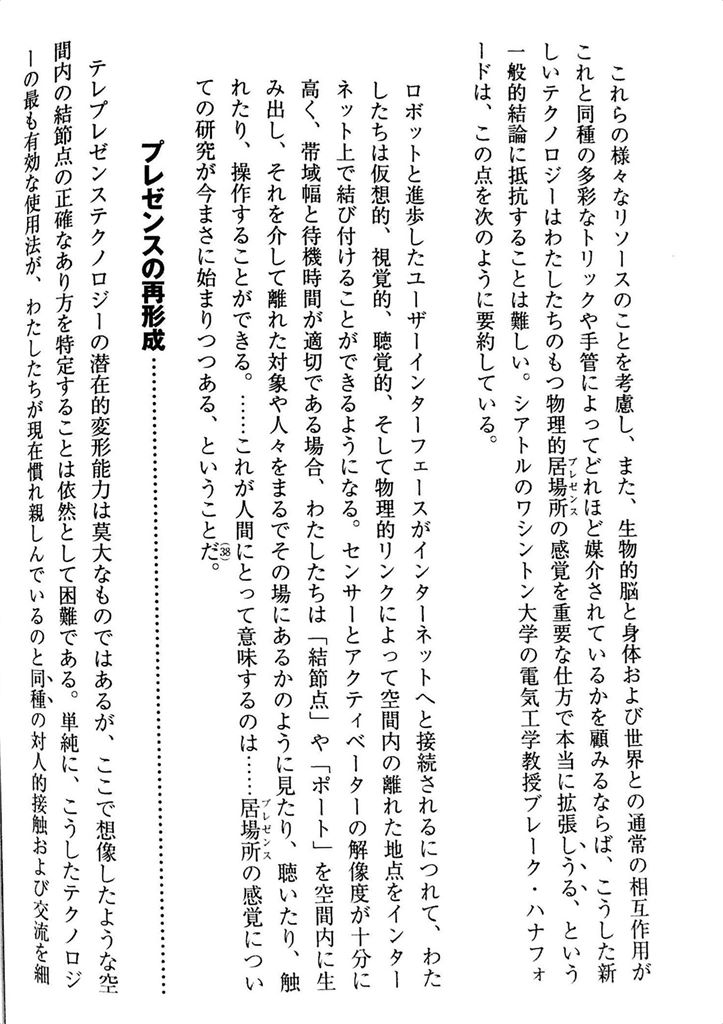 これらの様々なリソースのことを考慮し、また、生物的脳と身体および世界との通常の相互作用が
これと同種の多彩なトリックや手管によってどれほど媒介されているかを顧みるならば、こうした新
しいテクノロジーはわたしたちのもつ物理的居場所プレゼンスの感覚を重要な仕方で本当に拡張しうる、という
一般的結論に抵抗することは難しい。シアトルのワシントン大学の電気工学教授ブレーク・ハナフォ
ードは、この点を次のように要約している。
ロボットと進歩したユーザーインターフェースがインターネットへと接続されるにつれて、わた
したちは仮想的、視覚的、聴覚的、そして物理的リンクによって空間内の離れた地点をインター
ネット上で結び付けることができるようになる。センサーとアクティベーターの解像度が十分に
高く、帯域幅と待機時間が適切である場合、わたしたちは「結節点」や「ポート」を空間内に生
み出し、それを介して離れた対象や人々をまるでその場にあるかのように見たり、聴いたり、触
れたり、操作することができる。……これが人間にとって意味するのは……居場所プレゼンスの感覚につい
ての研究が今まさに始まりつつある、ということだ。(38)
プレゼンスの再形成……………………………………
テレプレゼンステクノロジーの潜在的変形能力は莫大なものではあるが、ここで想像したような空
間内の結節点の正確なあり方を特定することは依然として困難である。単純に、こうしたテクノロジ
ーの最も有効な使用法が、わたしたちが現在慣れ親しんでいるのと同種の対人的接触および交流を細